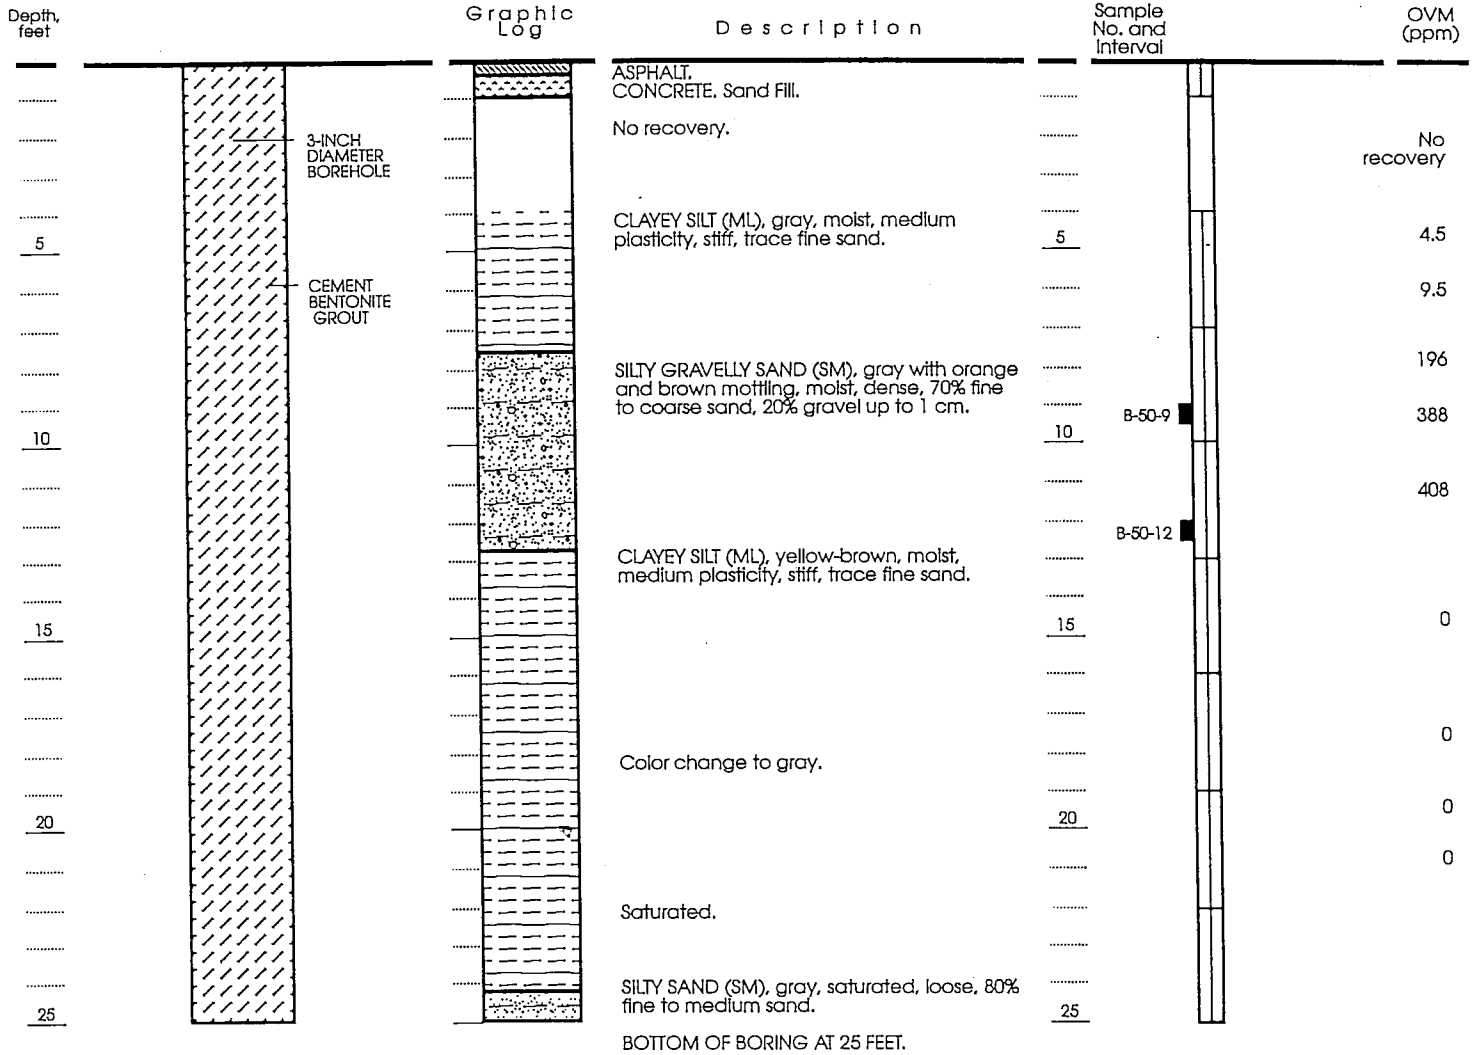 Depth,
feet
Graphic
Log
Description
Sample
No. and
Interval
OVM
(ppm)
ASPHALT.
CONCRETE. Sand Fill.
No recovery.
No
recovery
3-INCH
DIAMETER
BOREHOLE
CLAYEY SILT (ML), gray, moist, medium
plasticity, stiff, trace fine sand.
5
5
4.5
CEMENT
BENTONITE
GROUT
9.5
SILTY GRAVELLY SAND (SM), gray with orange
and brown mottling, moist, dense, 70% fine
to coarse sand, 20% gravel up to 1 cm.
196
B-50-9
388
10
10
408
B-50-12
CLAYEY SILT (ML), yellow-brown, moist,
medium plasticity, stiff, trace fine sand.
15
15
0
Color change to gray.
0
20
20
0
0
Saturated.
SILTY SAND (SM), gray, saturated, loose, 80%
fine to medium sand.
25
25
BOTTOM OF BORING AT 25 FEET.